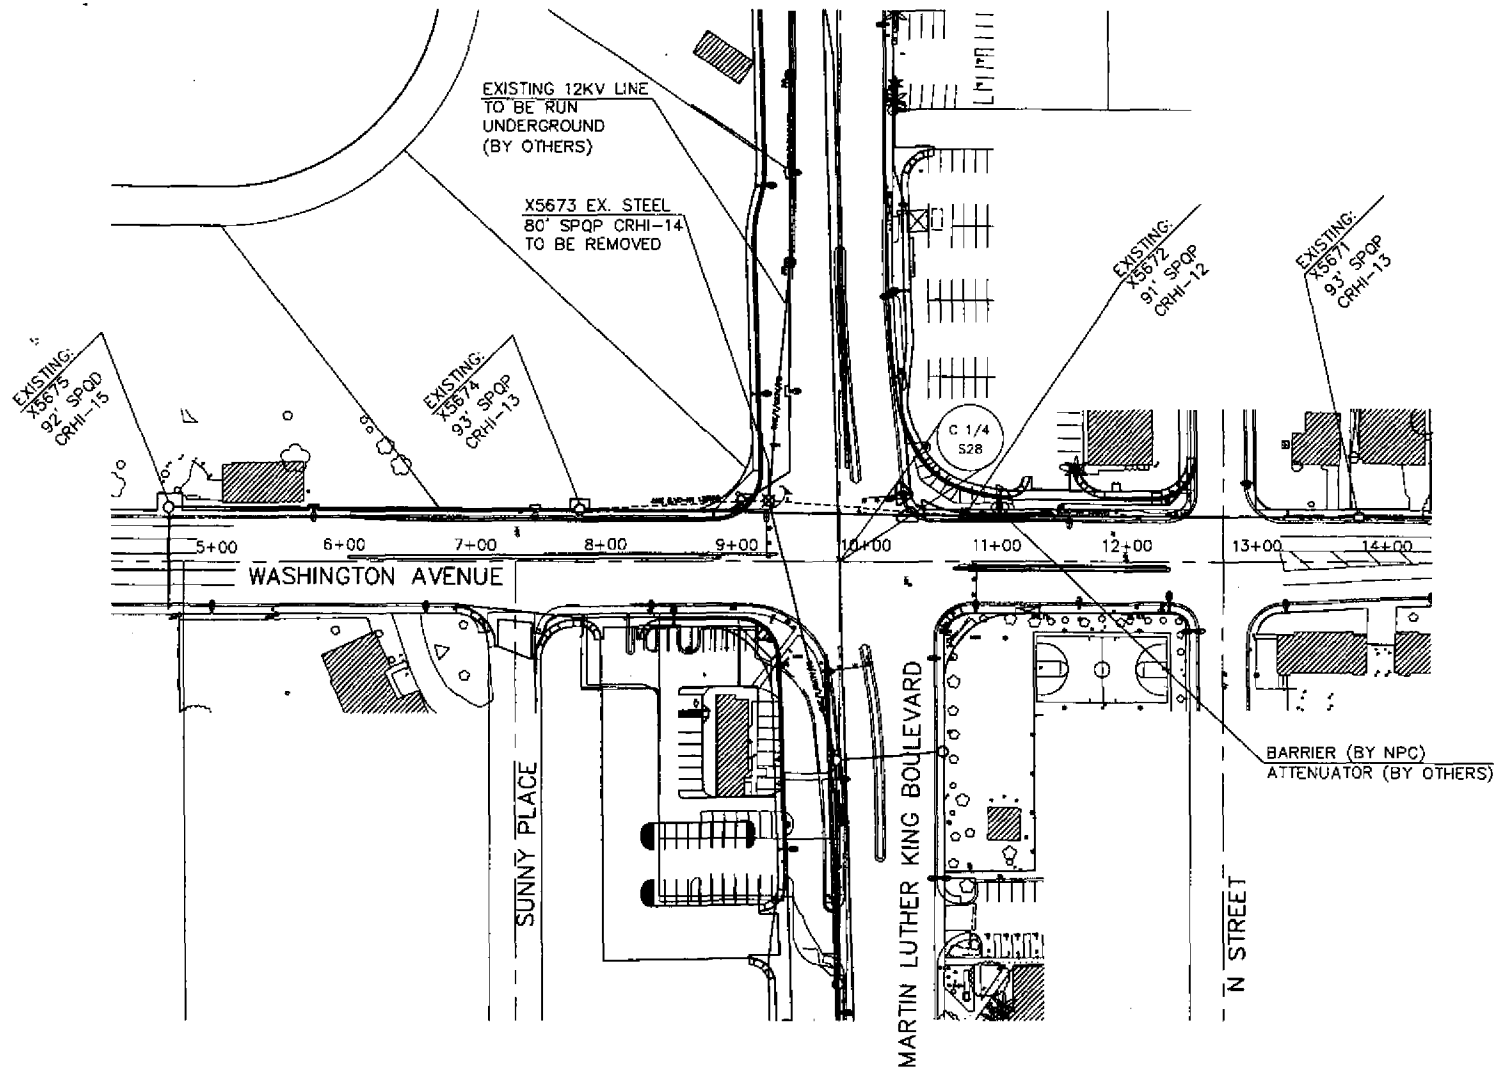 EXISTING 12KV LINE
TO BE RUN
UNDERGROUND
(BY OTHERS)
X5673 EX. STEEL
80' SPQP CRHI-14
TO BE REMOVED
EXISTING:
X5672
91' SPQP
CRHI-12
EXISTING:
X5671
93' SPQP
CRHI-13
EXISTING:
X5675
92' SPQD
CRHI-15
EXISTING:
X5674
93' SPQP
CRHI-13
C 1/4
S28
5+00
6+00
7+00
8+00
9+00
10+00
11+00
12+00
13+00
14+00
WASHINGTON AVENUE
BARRIER (BY NPC)
ATTENUATOR (BY OTHERS)
SUNNY PLACE
MARTIN LUTHER KING BOULEVARD
N STREET